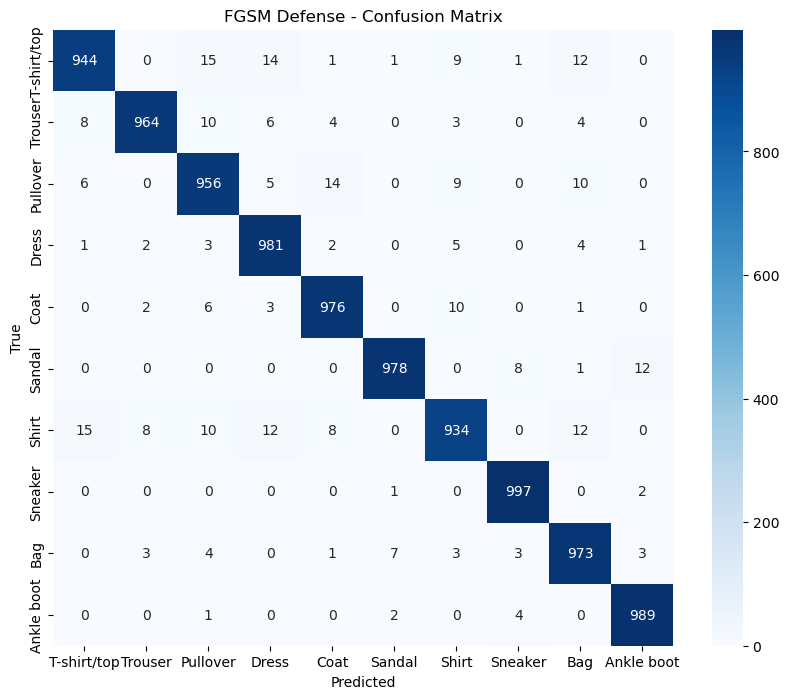 FGSM Defense - Confusion Matrix
T-shirt/top 944 0 15 14 1 1 9 1 12 0
Trouser 8 964 10 6 4 0 3 0 4 0
Pullover 6 0 956 5 14 0 9 0 10 0
Dress 1 2 3 981 2 0 5 0 4 1
Coat 0 2 6 3 976 0 10 0 1 0
Sandal 0 0 0 0 0 978 0 8 1 12
Shirt 15 8 10 12 8 0 934 0 12 0
Sneaker 0 0 0 0 0 1 0 997 0 2
Bag 0 3 4 0 1 7 3 3 973 3
Ankle boot 0 0 1 0 0 2 0 4 0 989
True
T-shirt/top Trouser Pullover Dress Coat Sandal Shirt Sneaker Bag Ankle boot
Predicted
800
600
400
200
0